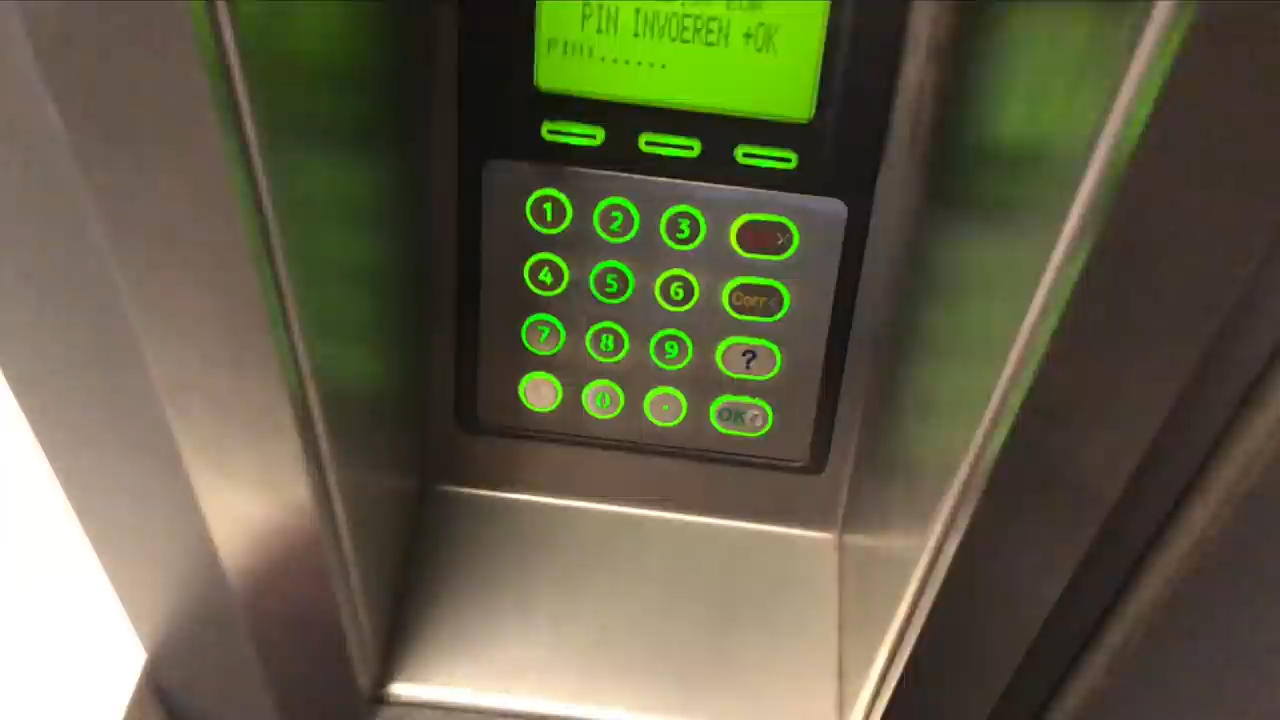 PIN INVOEREN +OK
PIN:......
1 2 3 X
4 5 6 Corr<
7 8 9 ?
0 . OK